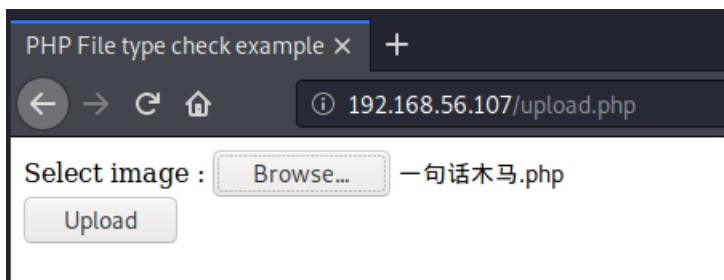 PHP File type check example
192.168.56.107/upload.php
Select image : Browse... 一句话木马.php
Upload